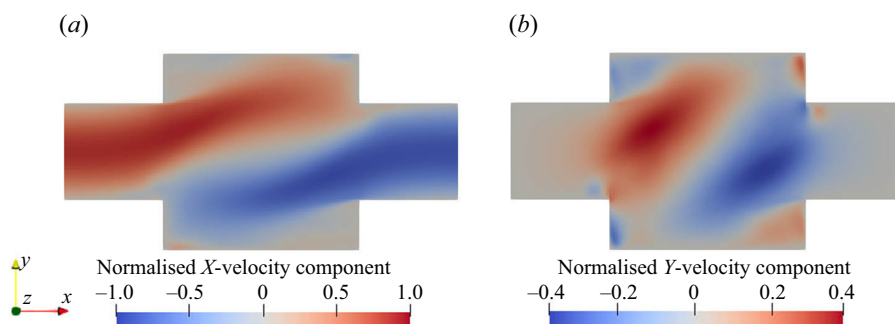 (a)
(b)
y
z
x
Normalised X-velocity component
–1.0 –0.5 0 0.5 1.0
Normalised Y-velocity component
–0.4 –0.2 0 0.2 0.4